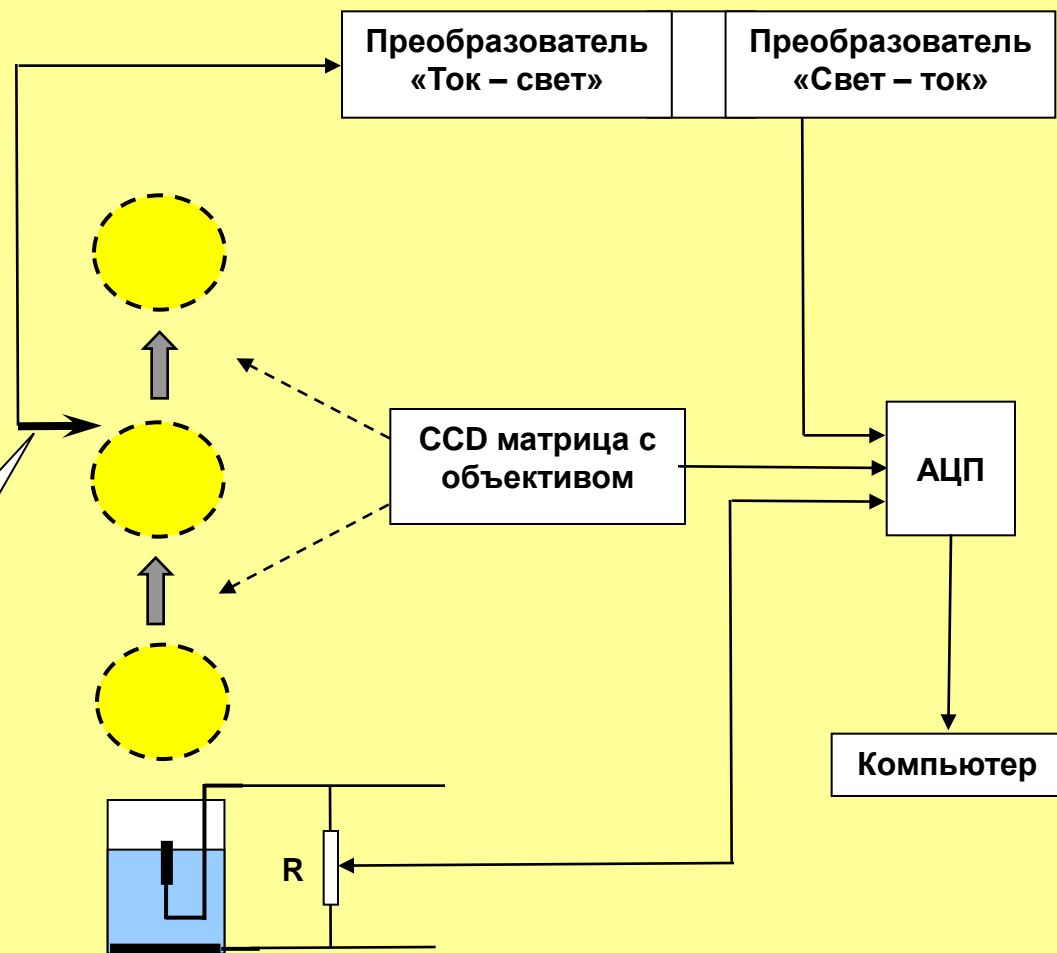 Преобразователь
«Ток – свет»
Преобразователь
«Свет – ток»
CCD матрица с
объективом
АЦП
Компьютер
R